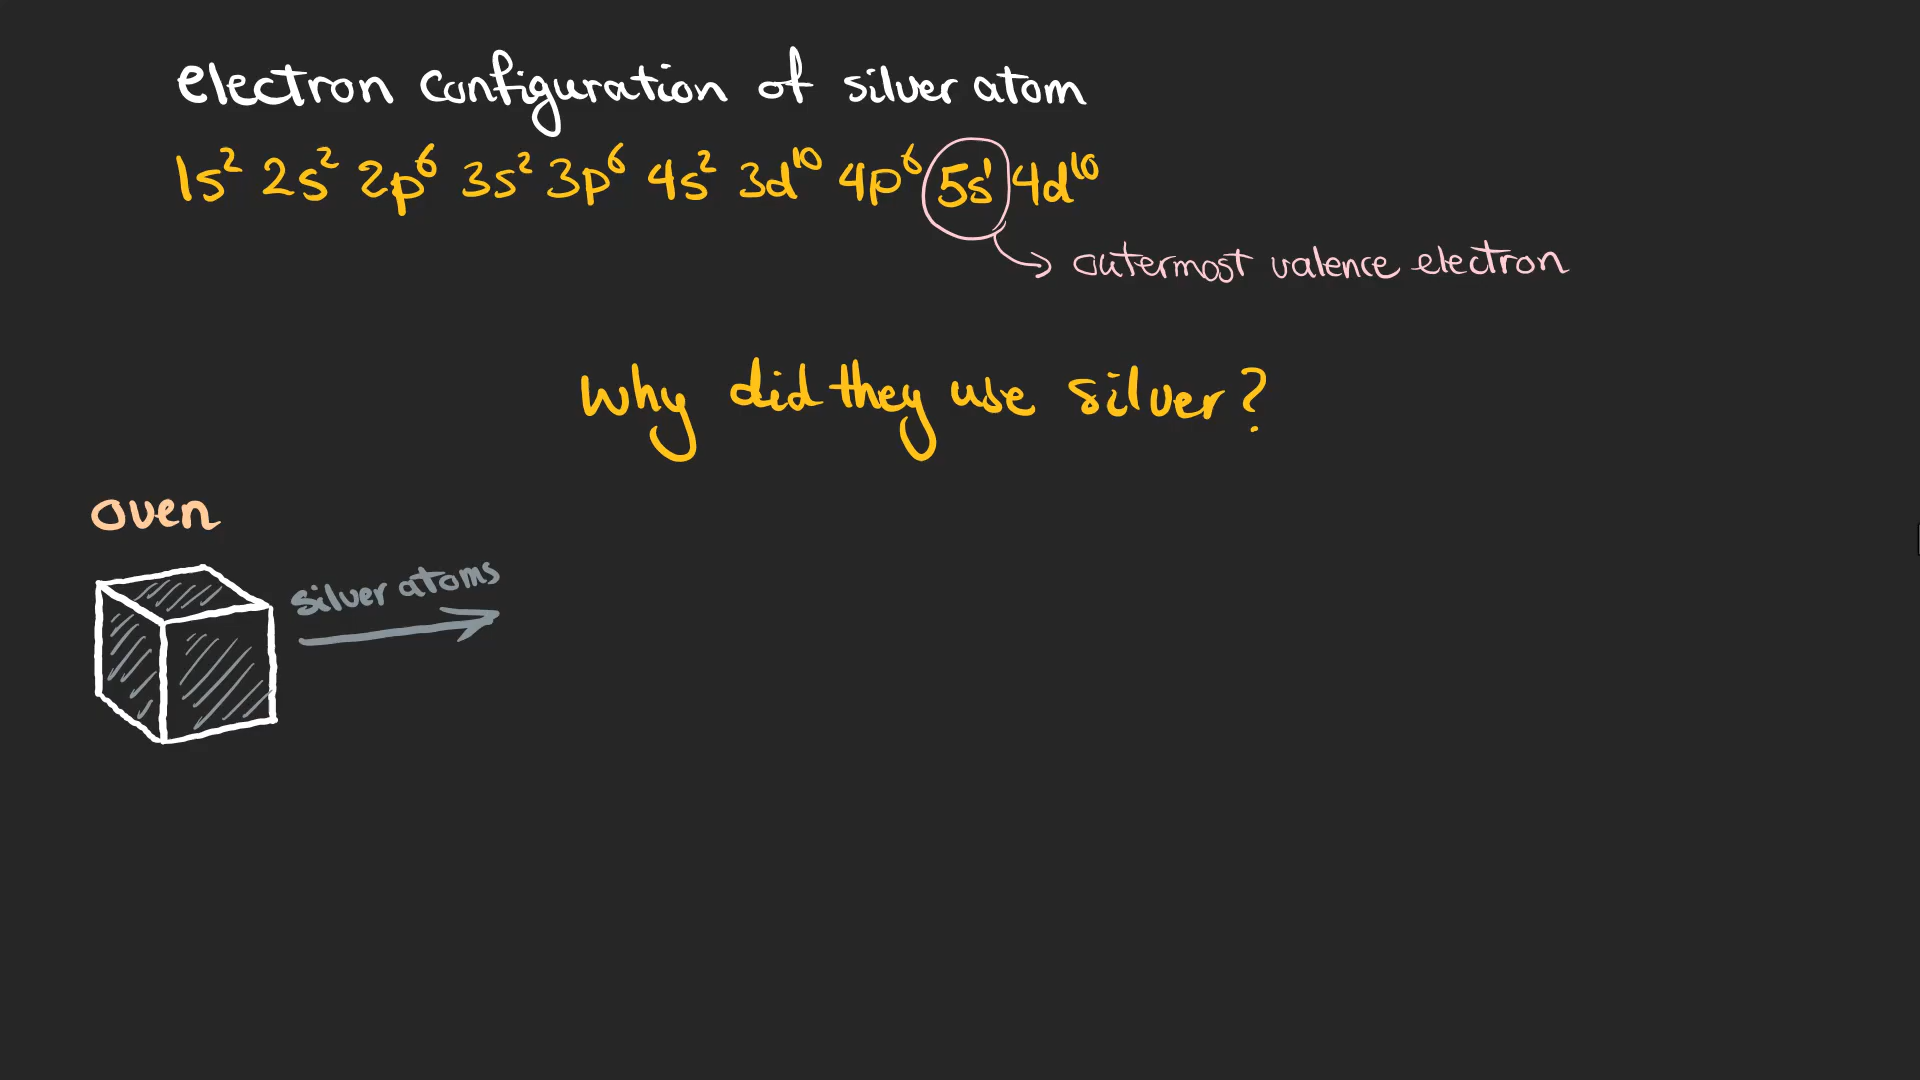 electron configuration of silver atom
1s² 2s² 2p⁶ 3s² 3p⁶ 4s² 3d¹⁰ 4p⁶ 5s¹ 4d¹⁰
outermost valence electron
Why did they use silver?
oven
silver atoms